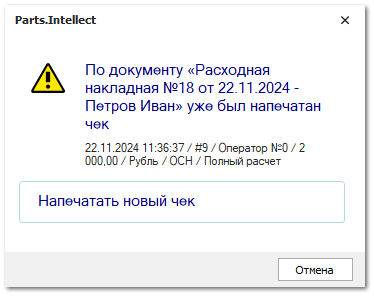 Parts.Intellect
По документу «Расходная
накладная №18 от 22.11.2024 -
Петров Иван» уже был напечатан
чек
22.11.2024 11:36:37 / #9 / Оператор №0 / 2
000,00 / Рубль / ОСН / Полный расчет
Напечатать новый чек
Отмена